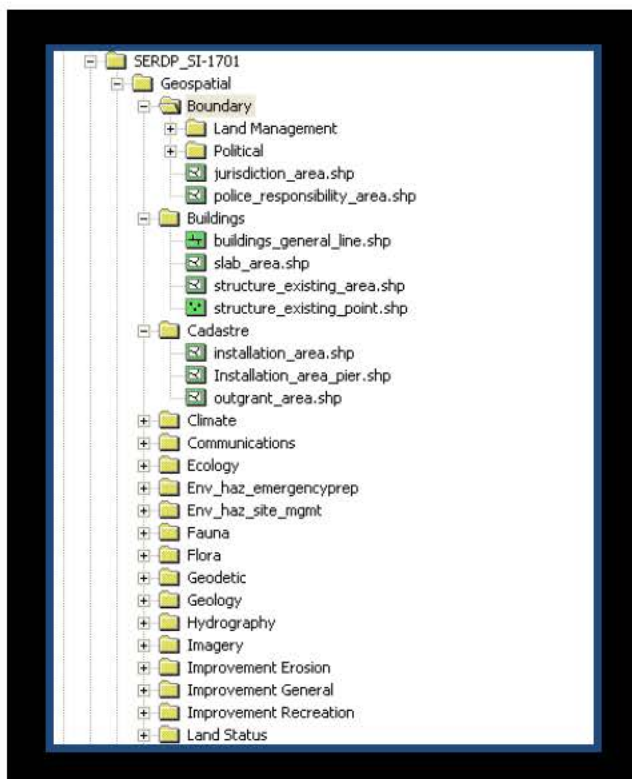 SERDP_SI-1701
Geospatial
Boundary
Land Management
Political
jurisdiction_area.shp
police_responsibility_area.shp
Buildings
buildings_general_line.shp
slab_area.shp
structure_existing_area.shp
structure_existing_point.shp
Cadastre
installation_area.shp
Installation_area_pier.shp
outgrant_area.shp
Climate
Communications
Ecology
Env_haz_emergencyprep
Env_haz_site_mgmt
Fauna
Flora
Geodetic
Geology
Hydrography
Imagery
Improvement Erosion
Improvement General
Improvement Recreation
Land Status